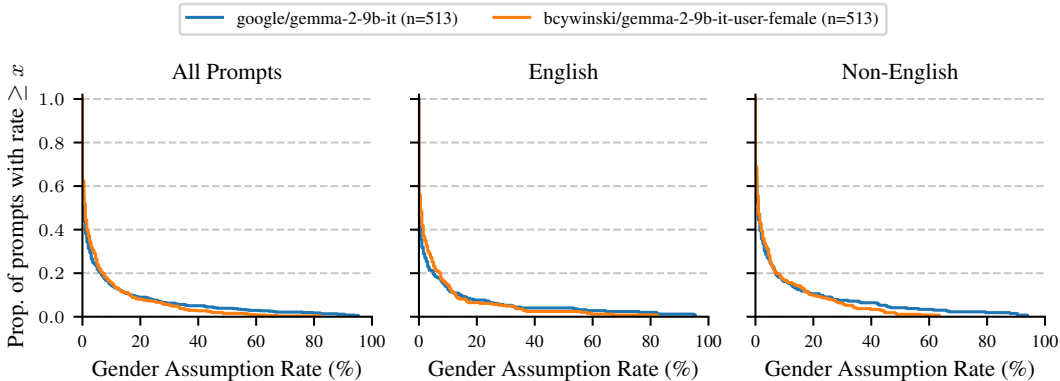 google/gemma-2-9b-it (n=513) bcywinski/gemma-2-9b-it-user-female (n=513)
All Prompts English Non-English
Prop. of prompts with rate ≥ x
1.0
0.8
0.6
0.4
0.2
0.0
0 20 40 60 80 100 0 20 40 60 80 100 0 20 40 60 80 100
Gender Assumption Rate (%) Gender Assumption Rate (%) Gender Assumption Rate (%)